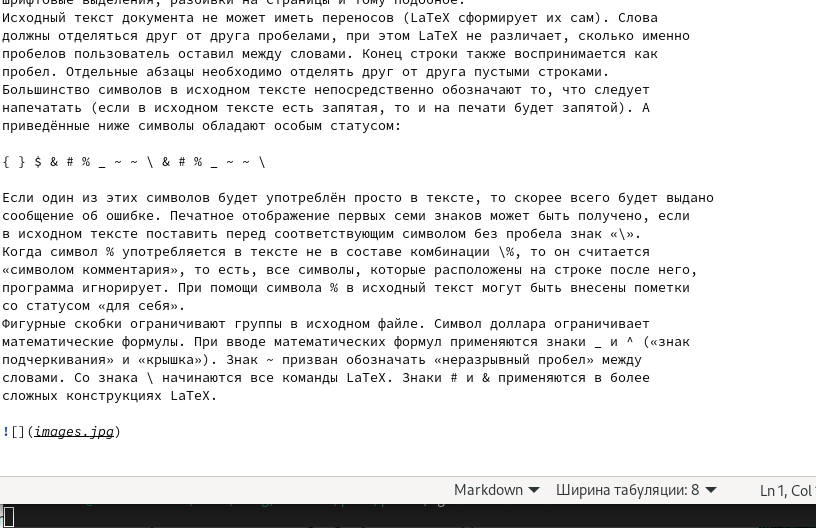 шрифтовые выделения, разбивки на страницы и тому подобное.
Исходный текст документа не может иметь переносов (LaTeX сформирует их сам). Слова
должны отделяться друг от друга пробелами, при этом LaTeX не различает, сколько именно
пробелов пользователь оставил между словами. Конец строки также воспринимается как
пробел. Отдельные абзацы необходимо отделять друг от друга пустыми строками.
Большинство символов в исходном тексте непосредственно обозначают то, что следует
напечатать (если в исходном тексте есть запятая, то и на печати будет запятой). А
приведённые ниже символы обладают особым статусом:
{ } $ & # % _ ~ ~ \ & # % _ ~ ~ \
Если один из этих символов будет употреблён просто в тексте, то скорее всего будет выдано
сообщение об ошибке. Печатное отображение первых семи знаков может быть получено, если
в исходном тексте поставить перед соответствующим символом без пробела знак «\».
Когда символ % употребляется в тексте не в составе комбинации \%, то он считается
«символом комментария», то есть, все символы, которые расположены на строке после него,
программа игнорирует. При помощи символа % в исходный текст могут быть внесены пометки
со статусом «для себя».
Фигурные скобки ограничивают группы в исходном файле. Символ доллара ограничивает
математические формулы. При вводе математических формул применяются знаки _ и ^ («знак
подчеркивания» и «крышка»). Знак ~ призван обозначать «неразрывный пробел» между
словами. Со знака \ начинаются все команды LaTeX. Знаки # и & применяются в более
сложных конструкциях LaTeX.
![](images.jpg)
Markdown Ширина табуляции: 8 Ln 1, Col